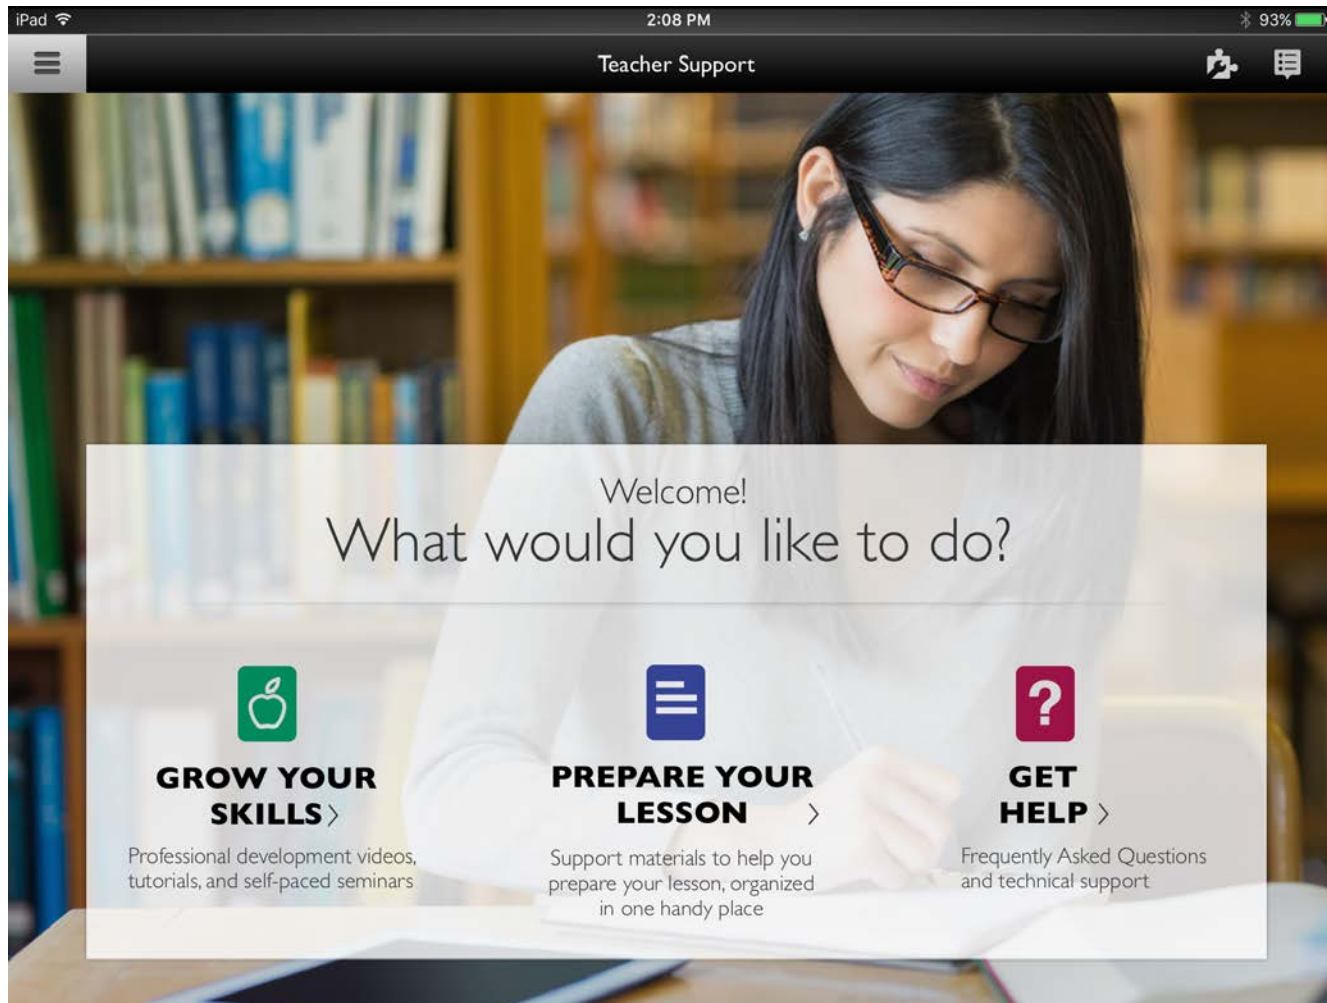 iPad 2:08 PM 93%
Teacher Support
Welcome!
What would you like to do?
GROW YOUR
SKILLS
Professional development videos,
tutorials, and self-paced seminars
PREPARE YOUR
LESSON
Support materials to help you
prepare your lesson, organized
in one handy place
?
GET
HELP
Frequently Asked Questions
and technical support